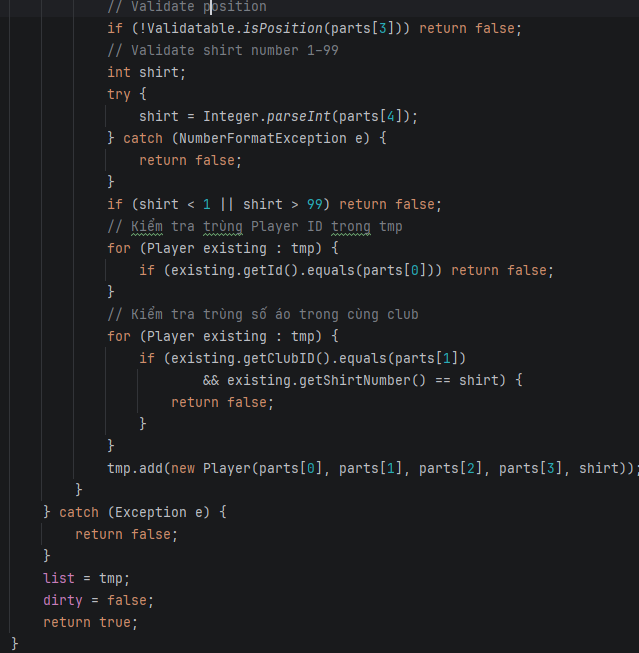 // Validate position
if (!Validatable.isPosition(parts[3])) return false;
// Validate shirt number 1-99
int shirt;
try {
shirt = Integer.parseInt(parts[4]);
} catch (NumberFormatException e) {
return false;
}
if (shirt < 1 || shirt > 99) return false;
// Kiểm tra trùng Player ID trong tmp
for (Player existing : tmp) {
if (existing.getId().equals(parts[0])) return false;
}
// Kiểm tra trùng số áo trong cùng club
for (Player existing : tmp) {
if (existing.getClubID().equals(parts[1])
&& existing.getShirtNumber() == shirt) {
return false;
}
}
tmp.add(new Player(parts[0], parts[1], parts[2], parts[3], shirt));
}
} catch (Exception e) {
return false;
}
list = tmp;
dirty = false;
return true;
}